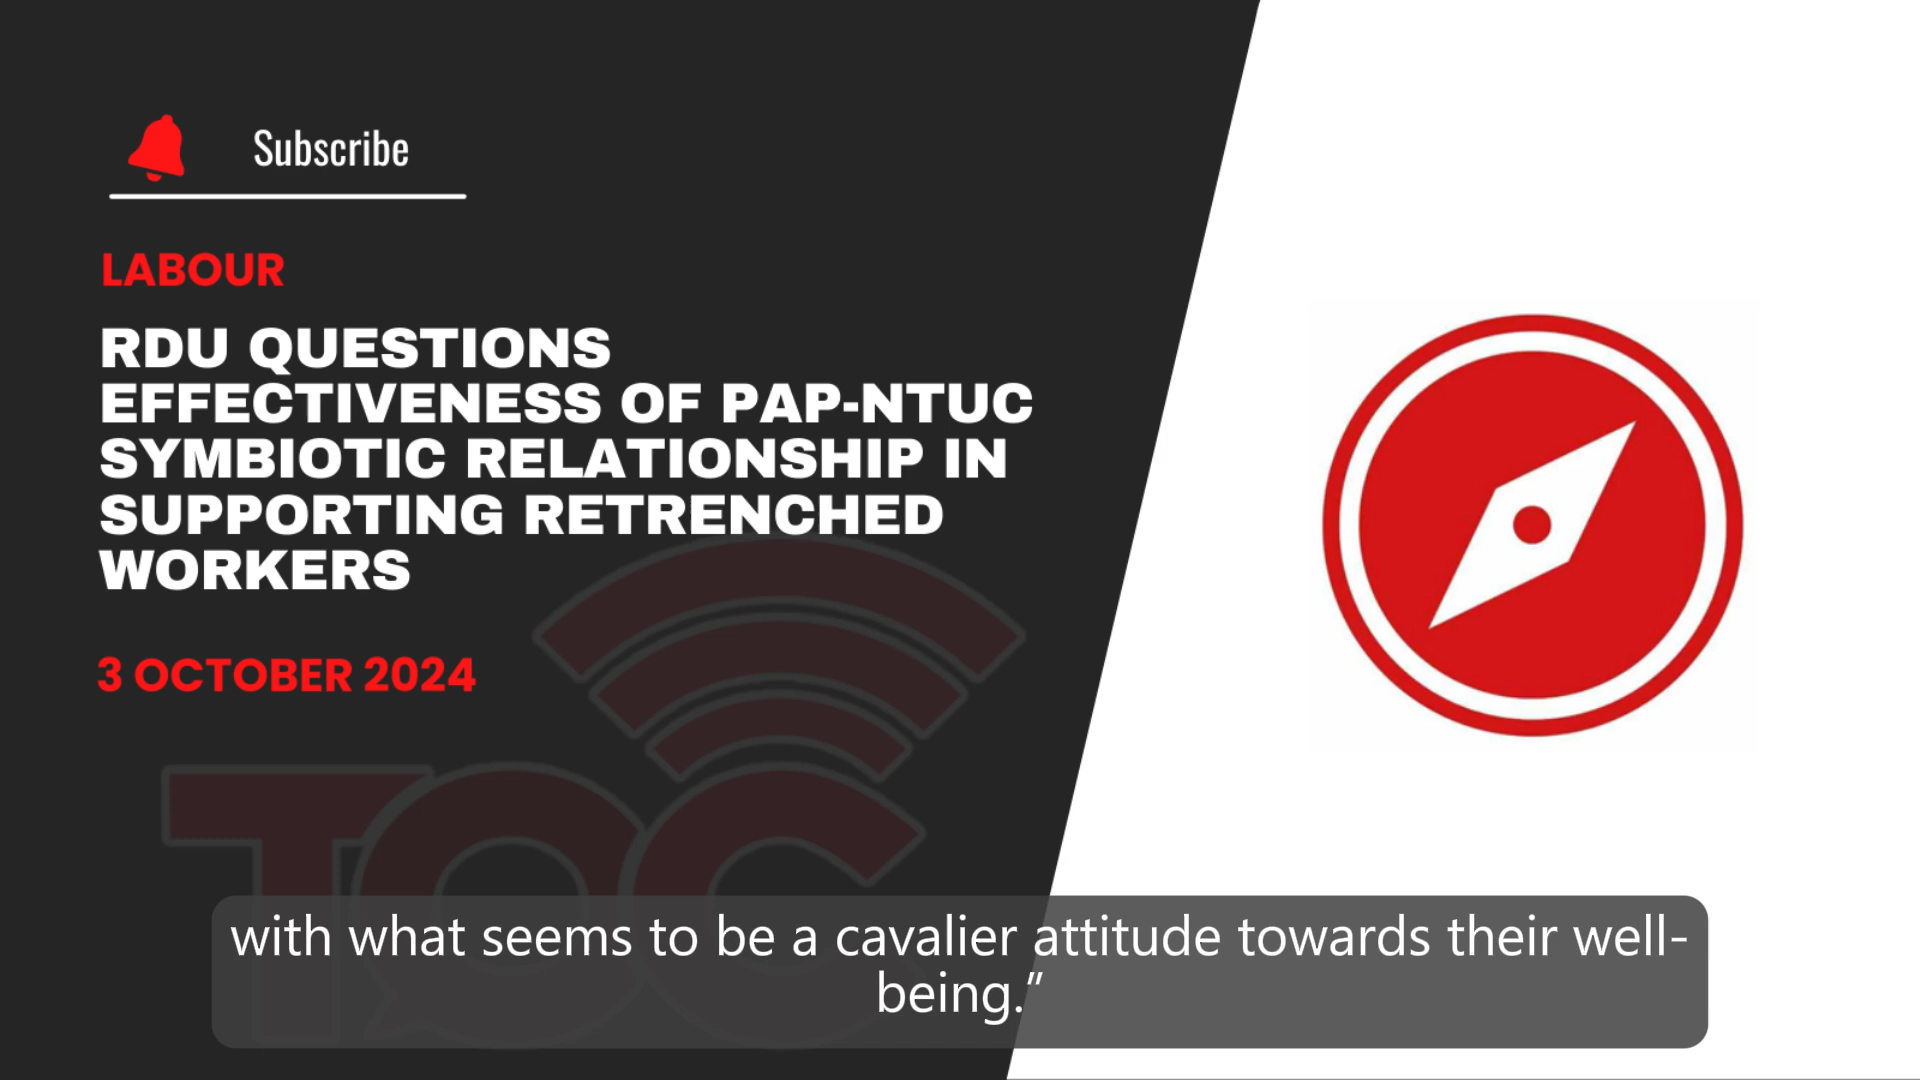 Subscribe
LABOUR
RDU QUESTIONS
EFFECTIVENESS OF PAP-NTUC
SYMBIOTIC RELATIONSHIP IN
SUPPORTING RETRENCHED
WORKERS
3 OCTOBER 2024
TOC
with what seems to be a cavalier attitude towards their well-
being.”